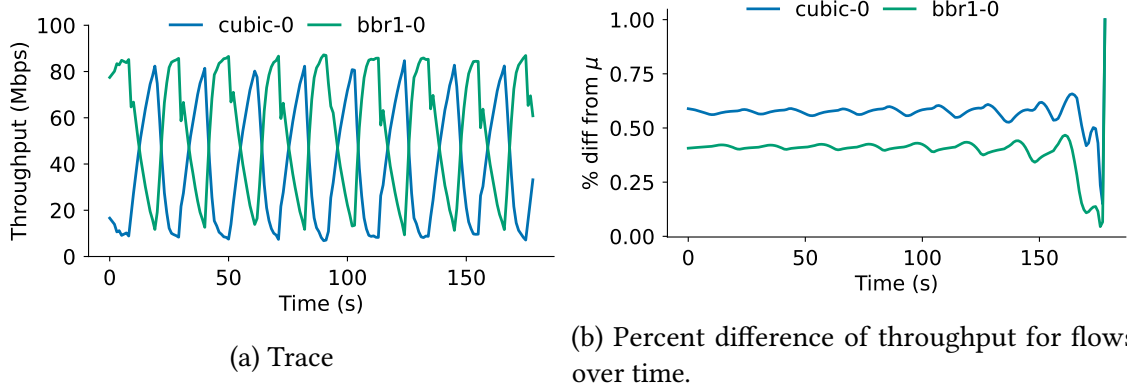 cubic-0 bbr1-0
Throughput (Mbps)
100
80
60
40
20
0
0 50 100 150
Time (s)
(a) Trace
cubic-0 bbr1-0
% diff from μ
1.00
0.75
0.50
0.25
0.00
0 50 100 150
Time (s)
(b) Percent difference of throughput for flows
over time.